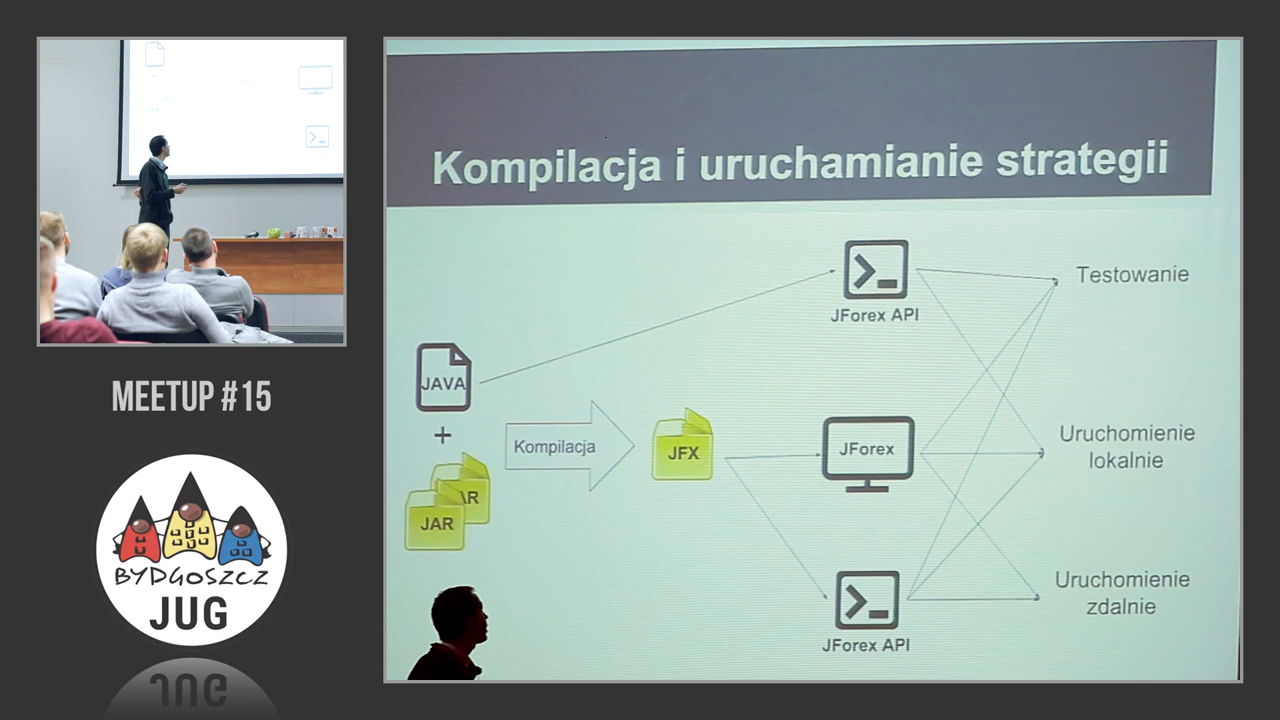 Kompilacja i uruchamianie strategii
JForex API
Testowanie
JAVA
+
JAR
Kompilacja
JFX
JForex
Uruchomienie
lokalnie
JForex API
Uruchomienie
zdalnie
MEETUP #15
BYDGOSZCZ
JUG